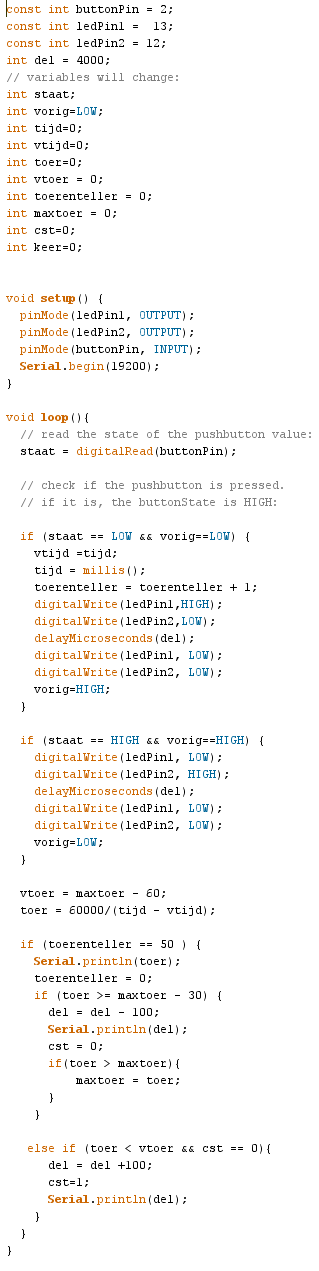 const int buttonPin = 2;
const int ledPin1 =  13;
const int ledPin2 = 12;
int del = 4000;
// variables will change:
int staat;
int vorig=LOW;
int tijd=0;
int vtijd=0;
int toer=0;
int vtoer = 0;
int toerenteller = 0;
int maxtoer = 0;
int cst=0;
int keer=0;

void setup() {
  pinMode(ledPin1, OUTPUT);
  pinMode(ledPin2, OUTPUT);
  pinMode(buttonPin, INPUT);
  Serial.begin(19200);
}

void loop(){
  // read the state of the pushbutton value:
  staat = digitalRead(buttonPin);

  // check if the pushbutton is pressed.
  // if it is, the buttonState is HIGH:

  if (staat == LOW && vorig==LOW) {
    vtijd =tijd;
    tijd = millis();
    toerenteller = toerenteller + 1;
    digitalWrite(ledPin1,HIGH);
    digitalWrite(ledPin2,LOW);
    delayMicroseconds(del);
    digitalWrite(ledPin1, LOW);
    digitalWrite(ledPin2, LOW);
    vorig=HIGH;
  }

  if (staat == HIGH && vorig==HIGH) {
    digitalWrite(ledPin1, LOW);
    digitalWrite(ledPin2, HIGH);
    delayMicroseconds(del);
    digitalWrite(ledPin1, LOW);
    digitalWrite(ledPin2, LOW);
    vorig=LOW;
  }

  vtoer = maxtoer - 60;
  toer = 60000/(tijd - vtijd);

  if (toerenteller == 50 ) {
    Serial.println(toer);
    toerenteller = 0;
    if (toer >= maxtoer - 30) {
      del = del - 100;
      Serial.println(del);
      cst = 0;
      if(toer > maxtoer){
          maxtoer = toer;
      }
    }

   else if (toer < vtoer && cst == 0){
      del = del +100;
      cst=1;
      Serial.println(del);
    }
  }
}